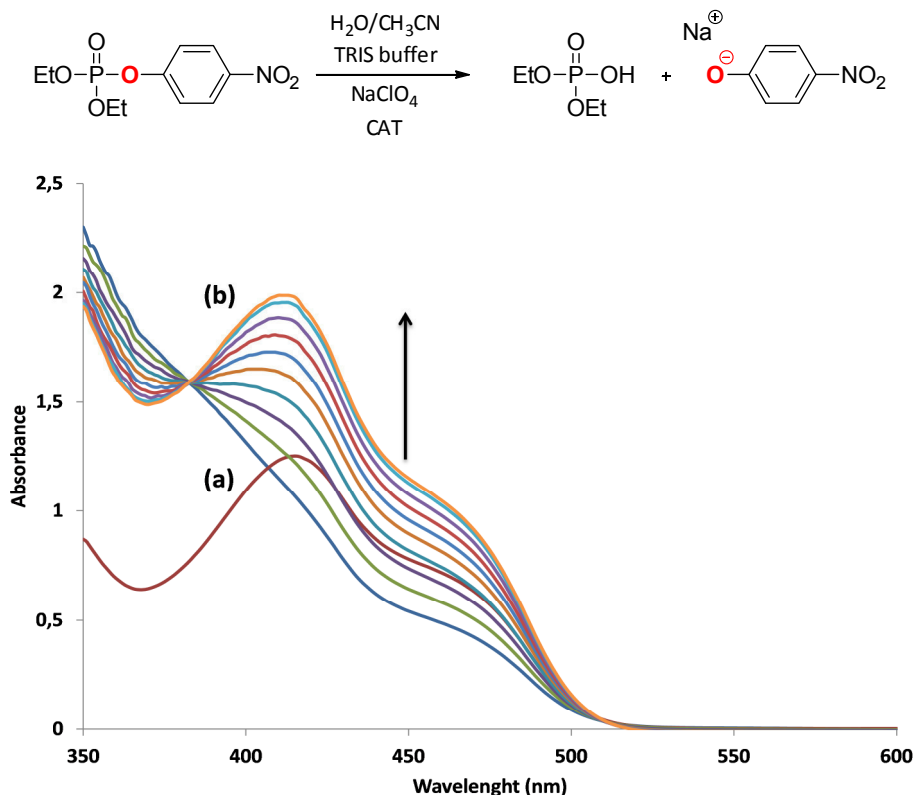 H₂O/CH₃CN
TRIS buffer
NaClO₄
CAT
O
EtO P O NO₂
OEt
O
EtO P OH
OEt
+
Na⊕
⊖
O NO₂
2,5
2
1,5
1
0,5
0
(b)
(a)
Absorbance
350 400 450 500 550 600
Wavelenght (nm)